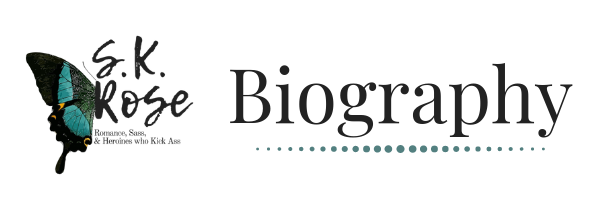 S.K.
Rose
Romance, Sass,
& Heroines who Kick Ass
Biography